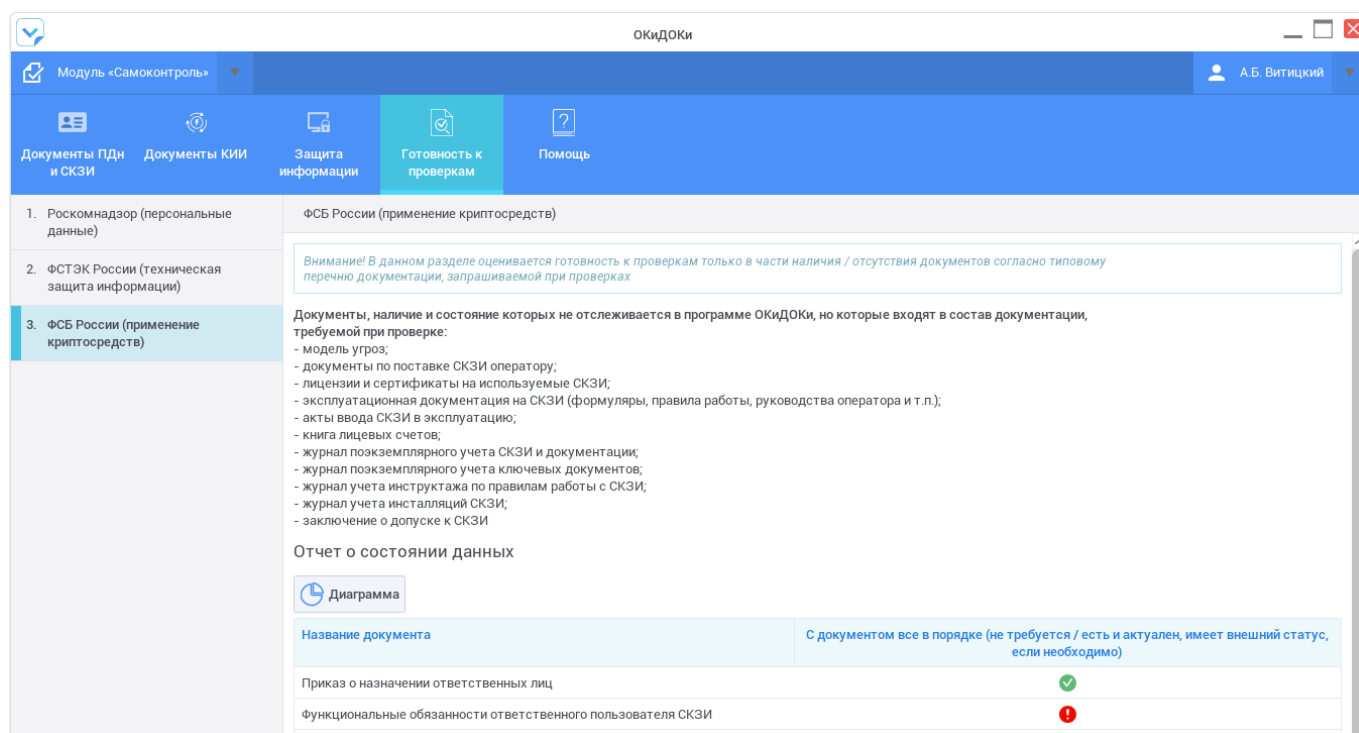 ОКиДОКи
Модуль «Самоконтроль»
А.Б. Витицкий
Документы ПДн
и СКЗИ
Документы КИИ
Защита
информации
Готовность к
проверкам
Помощь
1. Роскомнадзор (персональные
данные)
2. ФСТЭК России (техническая
защита информации)
3. ФСБ России (применение
криптосредств)
ФСБ России (применение криптосредств)
Внимание! В данном разделе оценивается готовность к проверкам только в части наличия / отсутствия документов согласно типовому
перечню документации, запрашиваемой при проверках
Документы, наличие и состояние которых не отслеживается в программе ОКиДОКи, но которые входят в состав документации,
требуемой при проверке:
- модель угроз;
- документы по поставке СКЗИ оператору;
- лицензии и сертификаты на используемые СКЗИ;
- эксплуатационная документация на СКЗИ (формуляры, правила работы, руководства оператора и т.п.);
- акты ввода СКЗИ в эксплуатацию;
- книга лицевых счетов;
- журнал поэкземплярного учета СКЗИ и документации;
- журнал поэкземплярного учета ключевых документов;
- журнал учета инструктажа по правилам работы с СКЗИ;
- журнал учета инсталляций СКЗИ;
- заключение о допуске к СКЗИ
Отчет о состоянии данных
Диаграмма
Название документа
С документом все в порядке (не требуется / есть и актуален, имеет внешний статус,
если необходимо)
Приказ о назначении ответственных лиц
Функциональные обязанности ответственного пользователя СКЗИ